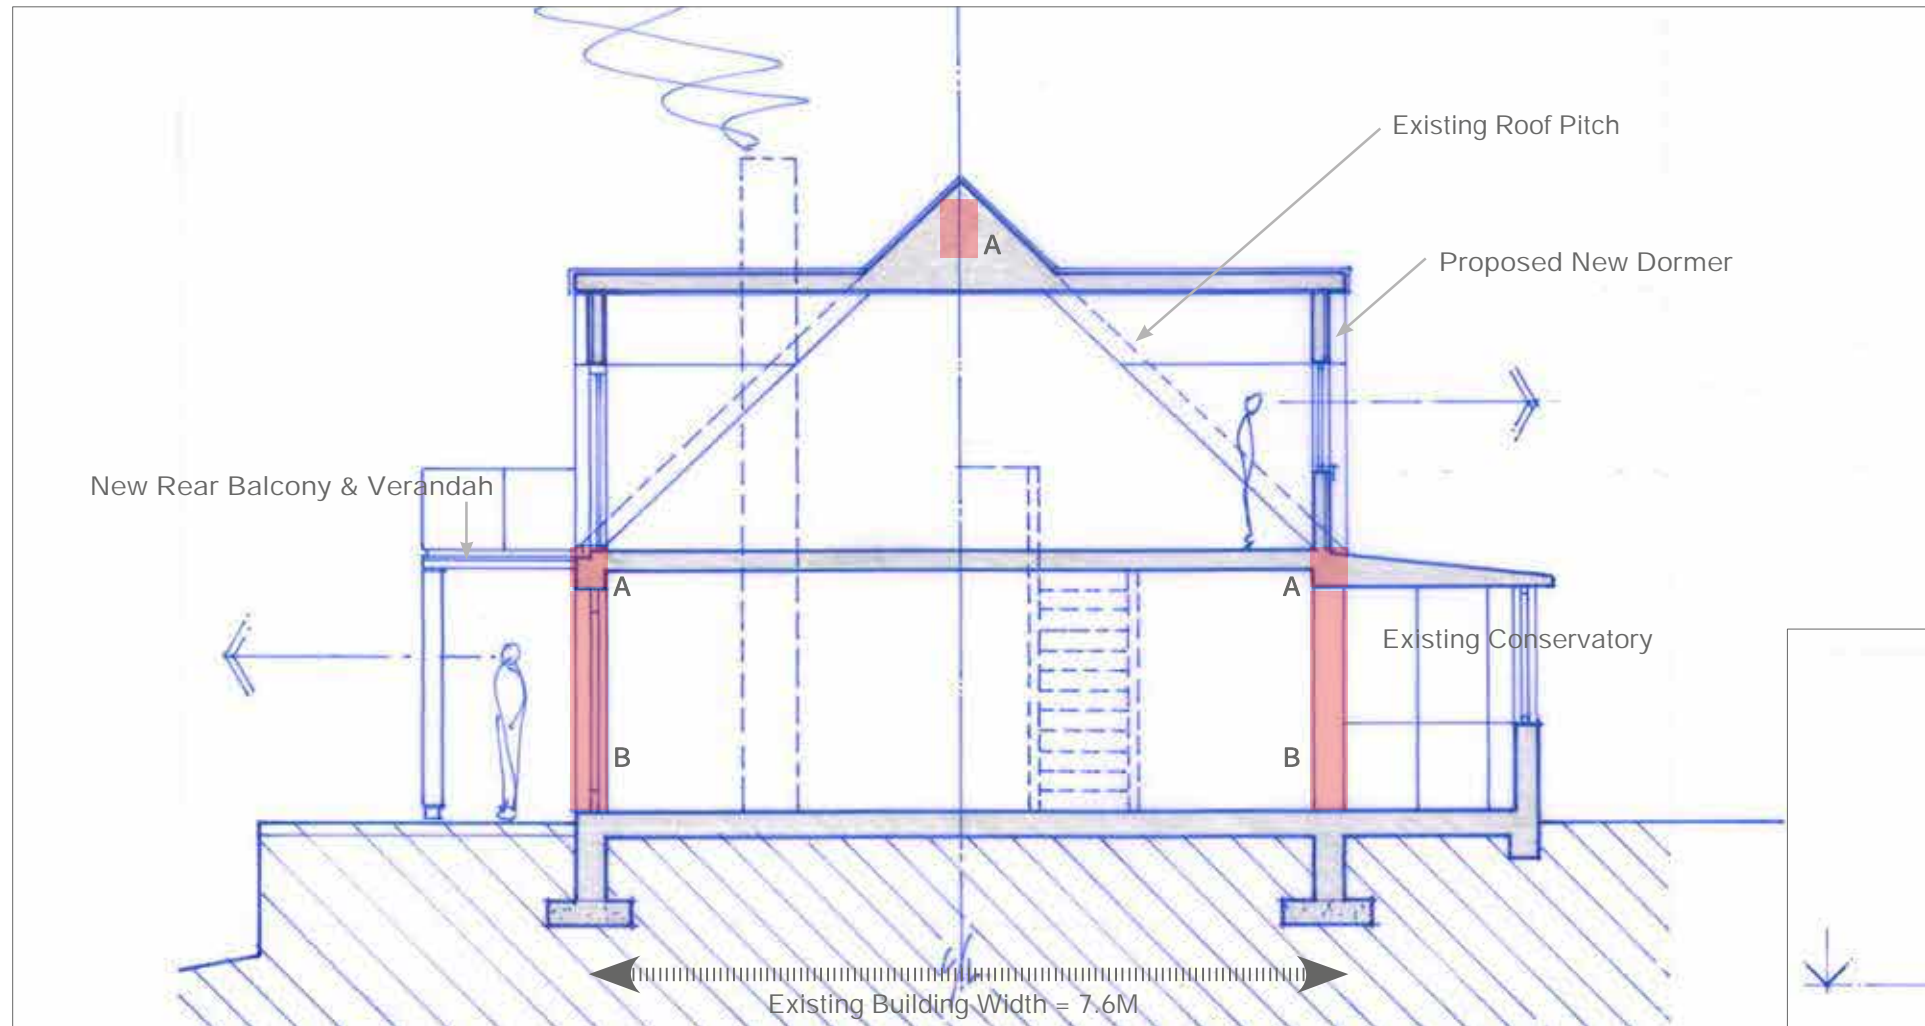 Existing Roof Pitch
A
Proposed New Dormer
New Rear Balcony & Verandah
A
A
Existing Conservatory
B
B
Existing Building Width = 7.6M